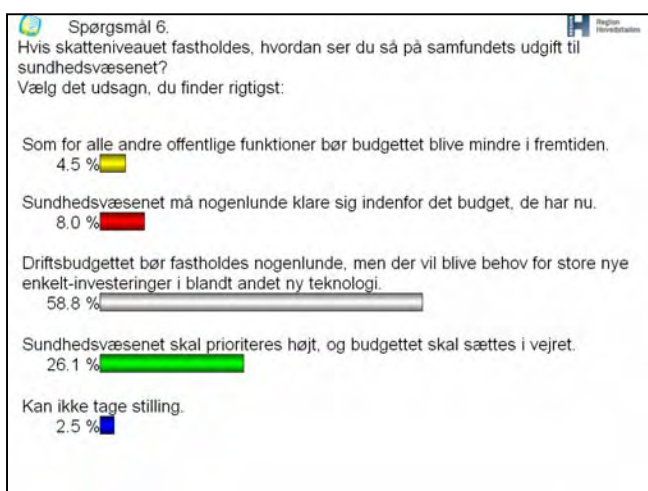 Spørgsmål 6.
Region
Hovedstaden
Hvis skatteniveauet fastholdes, hvordan ser du så på samfundets udgift til
sundhedsvæsenet?
Vælg det udsagn, du finder rigtigst:
Som for alle andre offentlige funktioner bør budgettet blive mindre i fremtiden.
4.5 %
Sundhedsvæsenet må nogenlunde klare sig indenfor det budget, de har nu.
8.0 %
Driftsbudgettet bør fastholdes nogenlunde, men der vil blive behov for store nye
enkelt-investeringer i blandt andet ny teknologi.
58.8 %
Sundhedsvæsenet skal prioriteres højt, og budgettet skal sættes i vejret.
26.1 %
Kan ikke tage stilling.
2.5 %